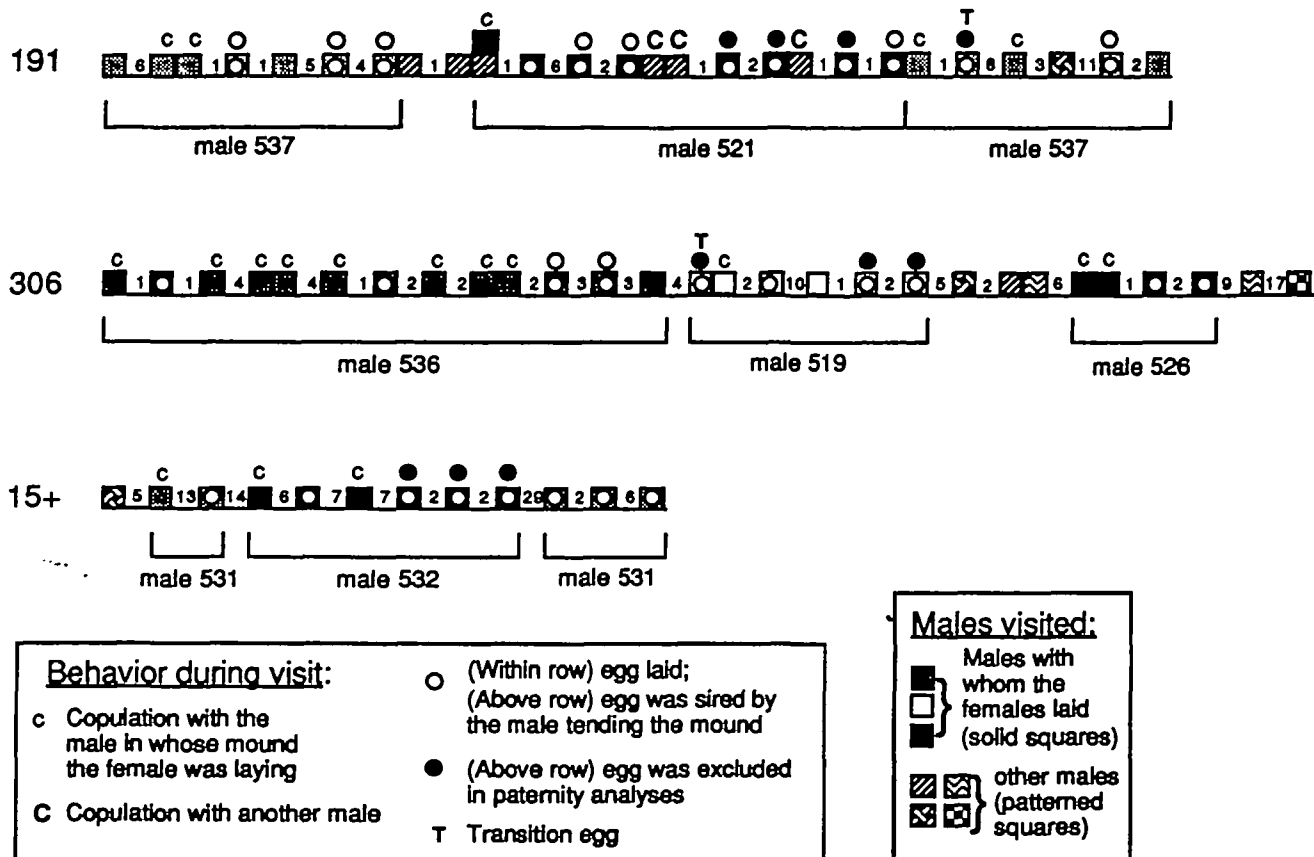 c T
c c C C C c c
191 6 1 1 5 4 1 1 6 2 1 2 1 1 1 8 3 11 2
male 537 male 521 male 537
T
c c c c c c c c c c c
306 1 1 4 4 1 2 2 2 3 3 4 2 10 1 2 5 2 6 1 2 9 17
male 536 male 519 male 526
c c c
15+ 5 13 14 6 7 7 2 2 29 2 6
male 531 male 532 male 531
Behavior during visit:
c Copulation with the
male in whose mound
the female was laying
C Copulation with another male
(Within row) egg laid;
(Above row) egg was sired by
the male tending the mound
(Above row) egg was excluded
in paternity analyses
T Transition egg
Males visited:
Males with
whom the
females laid
(solid squares)
other males
(patterned
squares)